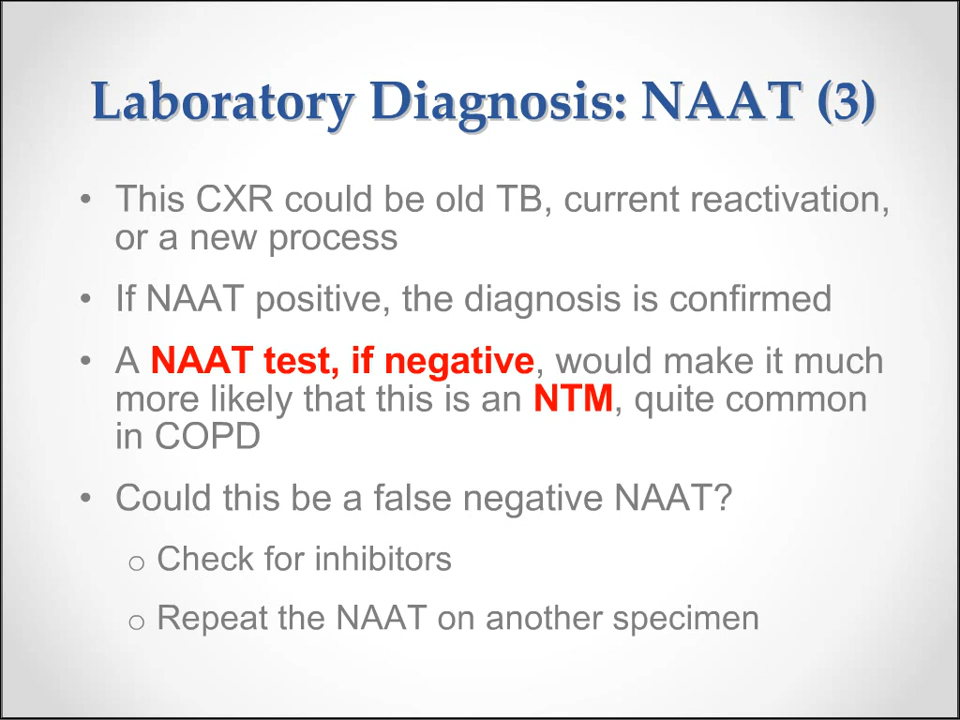 Laboratory Diagnosis: NAAT (3)
• This CXR could be old TB, current reactivation,
or a new process
• If NAAT positive, the diagnosis is confirmed
• A NAAT test, if negative, would make it much
more likely that this is an NTM, quite common
in COPD
• Could this be a false negative NAAT?
o Check for inhibitors
o Repeat the NAAT on another specimen